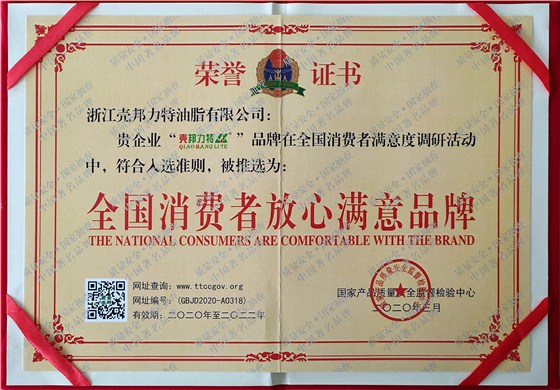 荣誉 证书
浙江壳邦力特油脂有限公司:
贵企业“壳邦力特”品牌在全国消费者满意度调研活动
QIAO BANG LITE
中,符合入选准则,被推选为:
全国消费者放心满意品牌
THE NATIONAL CONSUMERS ARE COMFORTABLE WITH THE BRAND
网址查询: www.ttccgov.org
网址编号: (GBJD2020-A0318)
有效期: 二〇二〇年至二〇二二年
国家产品质量安全监督检验中心
二〇二〇年三月